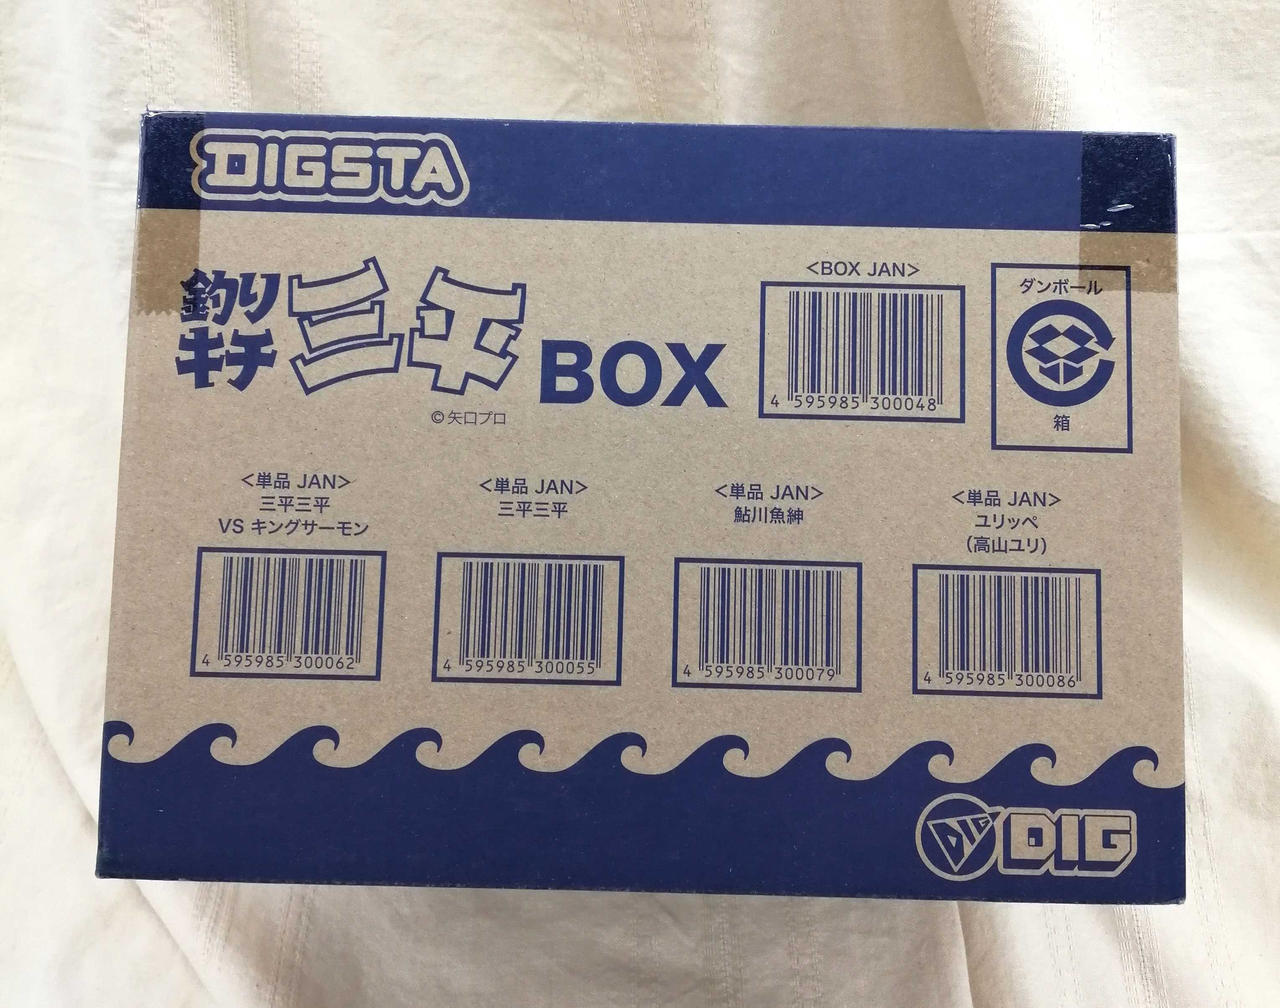 DIGSTA
釣りキチ三平 BOX
©矢口プロ
<BOX JAN>
4 595985 300048
ダンボール
箱
<単品 JAN>
三平三平
VS キングサーモン
4 595985 300062
<単品 JAN>
三平三平
4 595985 300055
<単品 JAN>
鮎川魚紳
4 595985 300079
<単品 JAN>
ユリッペ
(高山ユリ)
4 595985 300086
DIG DIG